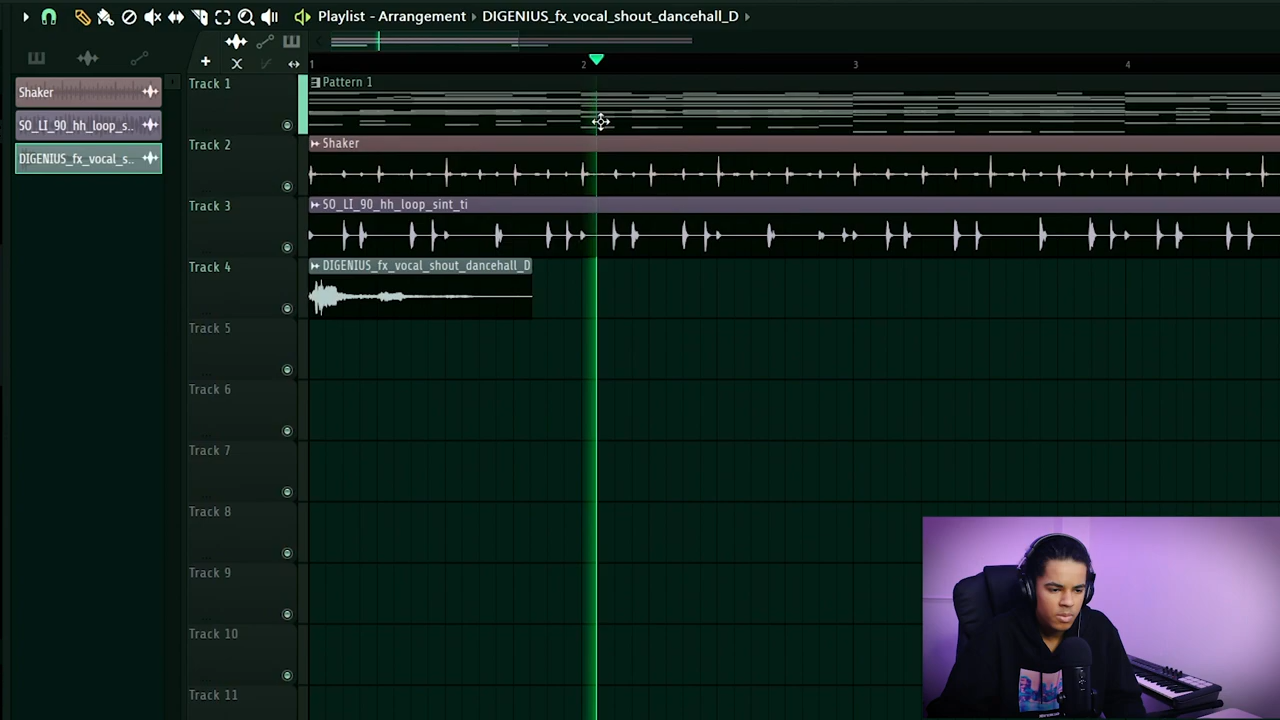 Playlist - Arrangement › DIGENIUS_fx_vocal_shout_dancehall_D ›
1 2 3 4
Shaker
SO_LI_90_hh_loop_s..
DIGENIUS_fx_vocal_s..
Track 1
Pattern 1
Track 2
Shaker
Track 3
SO_LI_90_hh_loop_sint_ti
Track 4
DIGENIUS_fx_vocal_shout_dancehall_D
Track 5
Track 6
Track 7
Track 8
Track 9
Track 10
Track 11